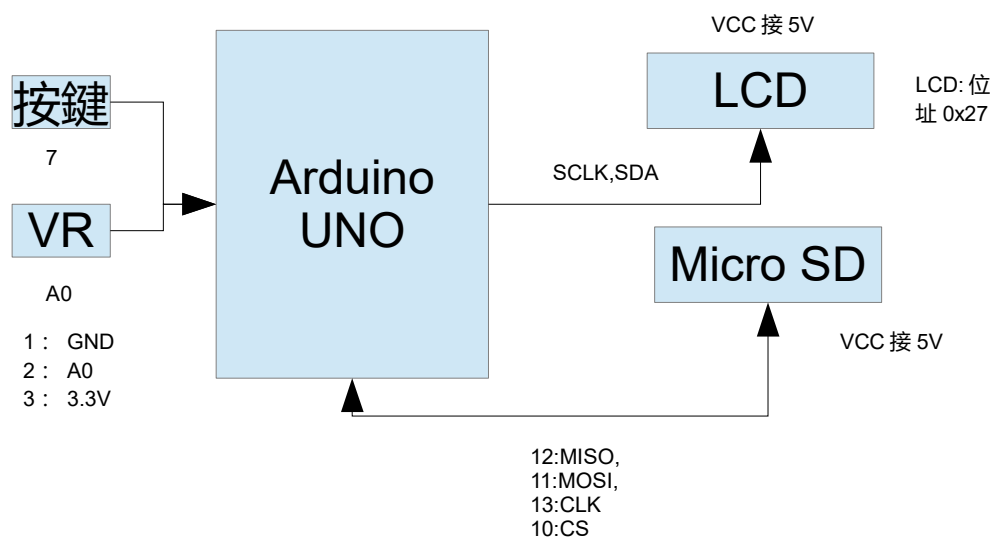 VCC 接 5V
按鍵
LCD
LCD: 位
址 0x27
7
Arduino
UNO
SCLK,SDA
VR
Micro SD
A0
VCC 接 5V
1： GND
2： A0
3： 3.3V
12:MISO,
11:MOSI,
13:CLK
10:CS